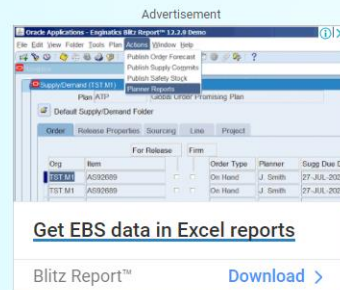 Advertisement
Oracle Applications - Enginatics Blitz Report™ 12.2.9 Demo
File Edit View Folder Tools Plan Actions Window Help
Publish Order Forecast
Publish Supply Commits
Publish Safety Stock
Planner Reports
Supply/Demand (TST:M1)
Plan ATP Global Order Promising Plan
Default Supply/Demand Folder
Order Release Properties Sourcing Line Project
For Release Firm
Org Item Order Type Planner Sugg Due D
TST:M1 AS92689 On Hand J. Smith 27-JUL-202
TST:M1 AS92689 On Hand J. Smith 27-JUL-202
Get EBS data in Excel reports
Blitz Report™ Download >